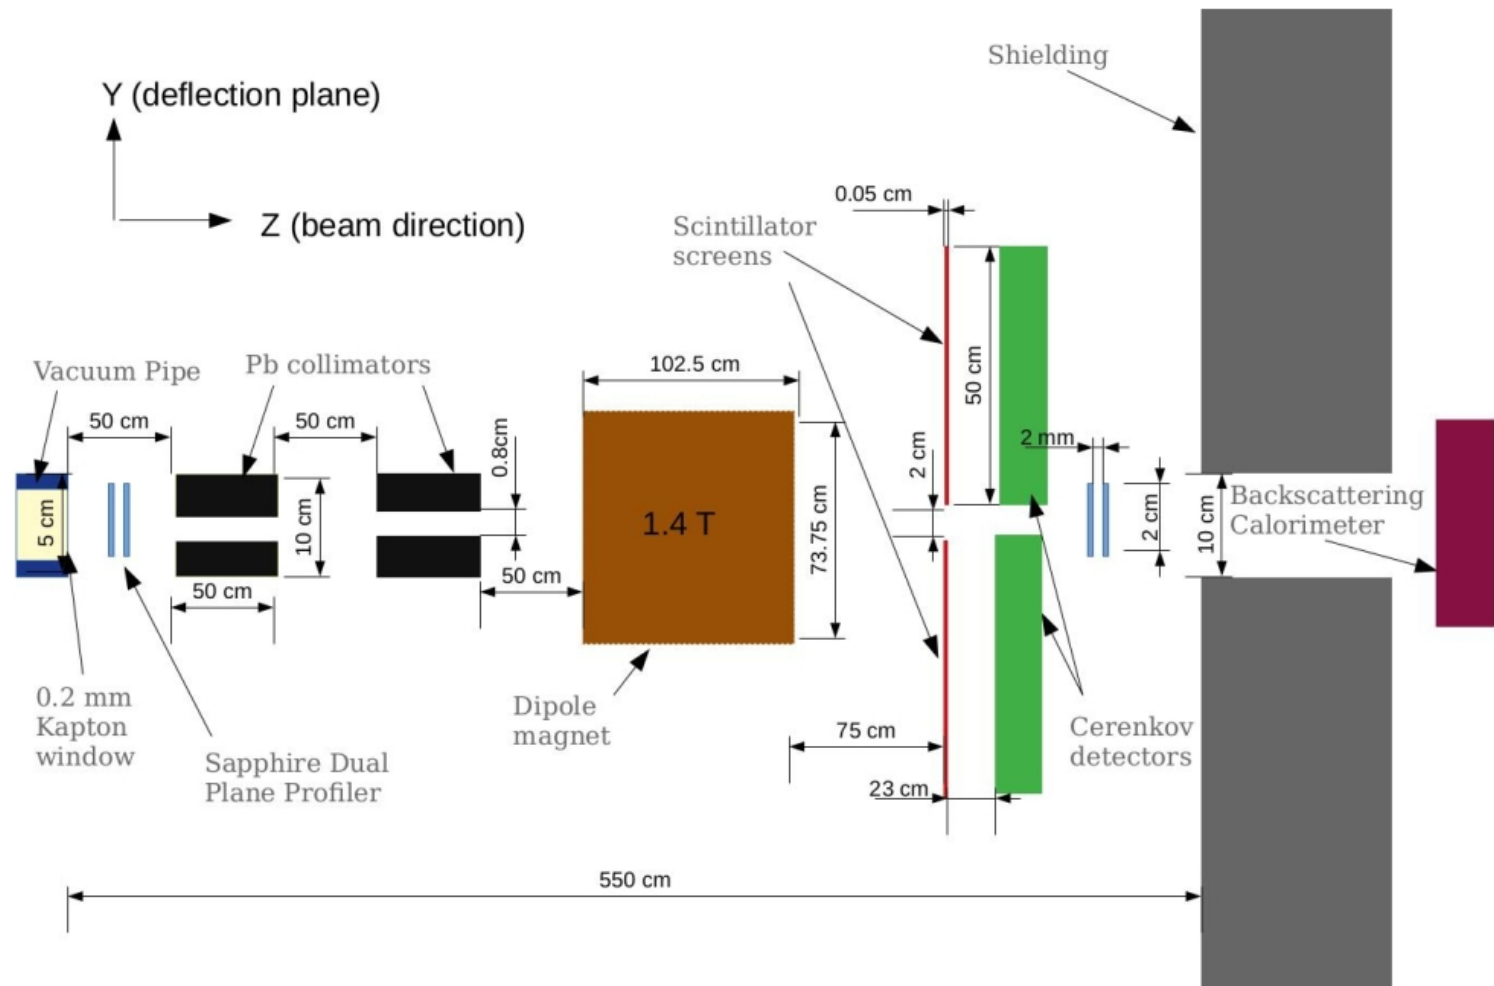 Shielding
Y (deflection plane)
0.05 cm
Scintillator
screens
Z (beam direction)
Vacuum Pipe
Pb collimators
102.5 cm
50 cm
50 cm
50 cm
0.8cm
2 cm
2 mm
5 cm
10 cm
1.4 T
73.75 cm
2 cm
10 cm
Backscattering
Calorimeter
50 cm
50 cm
0.2 mm
Kapton
window
Sapphire Dual
Plane Profiler
Dipole
magnet
75 cm
Cerenkov
detectors
23 cm
550 cm